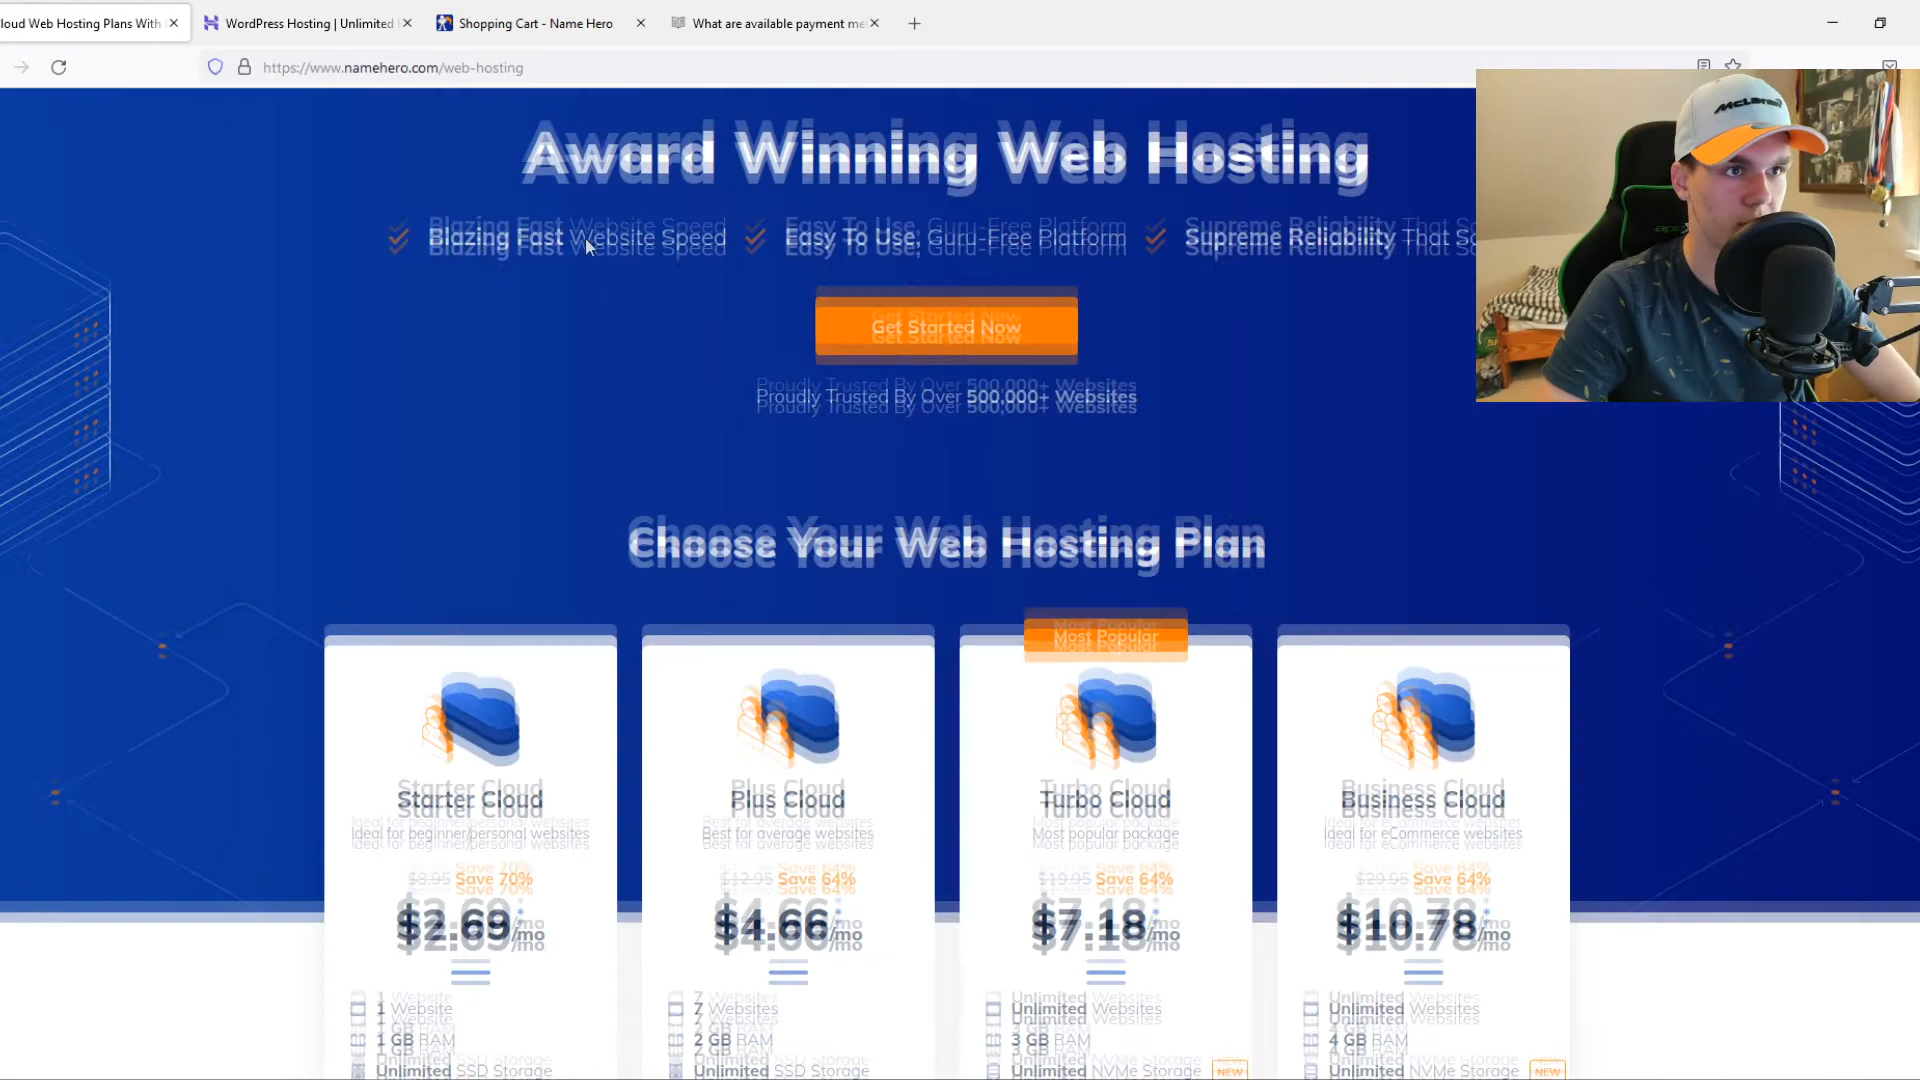 loud Web Hosting Plans With
WordPress Hosting | Unlimited
Shopping Cart - Name Hero
What are available payment me
https://www.namehero.com/web-hosting
Award Winning Web Hosting
Blazing Fast Website Speed
Easy To Use, Guru-Free Platform
Supreme Reliability That Sc
Get Started Now
Proudly Trusted By Over 500,000+ Websites
Choose Your Web Hosting Plan
Most Popular
Starter Cloud
Ideal for beginner/personal websites
$8.95 Save 70%
$2.69*/mo
1 Website
1 GB RAM
Unlimited SSD Storage
Plus Cloud
Best for average websites
$12.95 Save 64%
$4.66*/mo
7 Websites
2 GB RAM
Unlimited SSD Storage
Turbo Cloud
Most popular package
$19.95 Save 64%
$7.18*/mo
Unlimited Websites
3 GB RAM
Unlimited NVMe Storage NEW
Business Cloud
Ideal for eCommerce websites
$29.95 Save 64%
$10.78*/mo
Unlimited Websites
4 GB RAM
Unlimited NVMe Storage NEW
McLaren